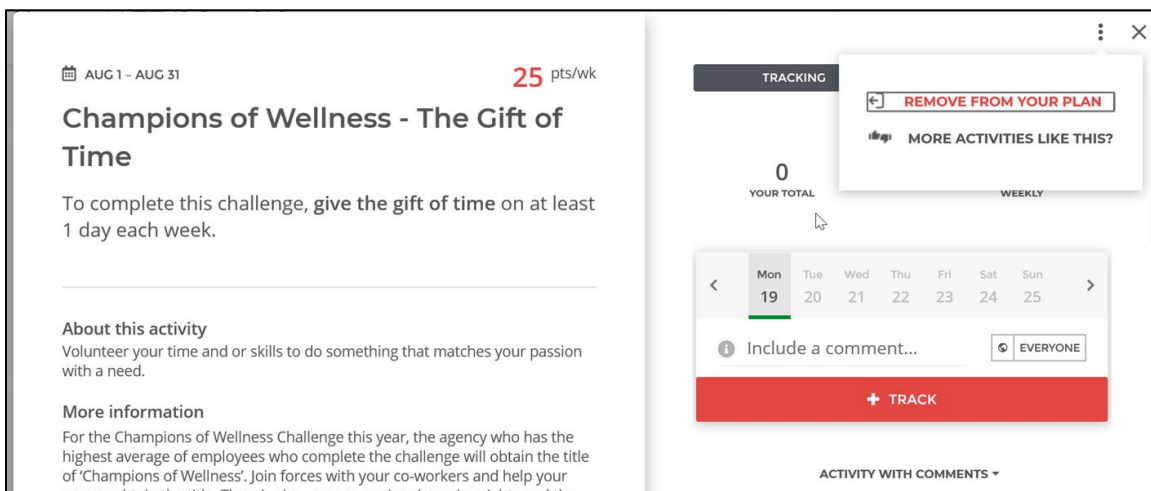 AUG 1 - AUG 31
25 pts/wk
Champions of Wellness - The Gift of
Time
To complete this challenge, give the gift of time on at least
1 day each week.
About this activity
Volunteer your time and or skills to do something that matches your passion
with a need.
More information
For the Champions of Wellness Challenge this year, the agency who has the
highest average of employees who complete the challenge will obtain the title
of ‘Champions of Wellness’. Join forces with your co-workers and help your
TRACKING
REMOVE FROM YOUR PLAN
MORE ACTIVITIES LIKE THIS?
0
YOUR TOTAL
WEEKLY
Mon Tue Wed Thu Fri Sat Sun
19 20 21 22 23 24 25
Include a comment...
EVERYONE
+ TRACK
ACTIVITY WITH COMMENTS